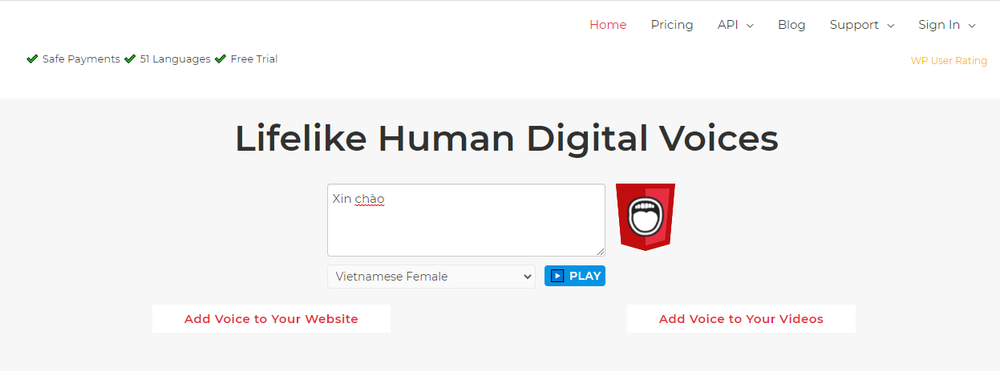 Home Pricing API Blog Support Sign In
Safe Payments 51 Languages Free Trial
WP User Rating
Lifelike Human Digital Voices
Xin chào
Vietnamese Female
PLAY
Add Voice to Your Website
Add Voice to Your Videos